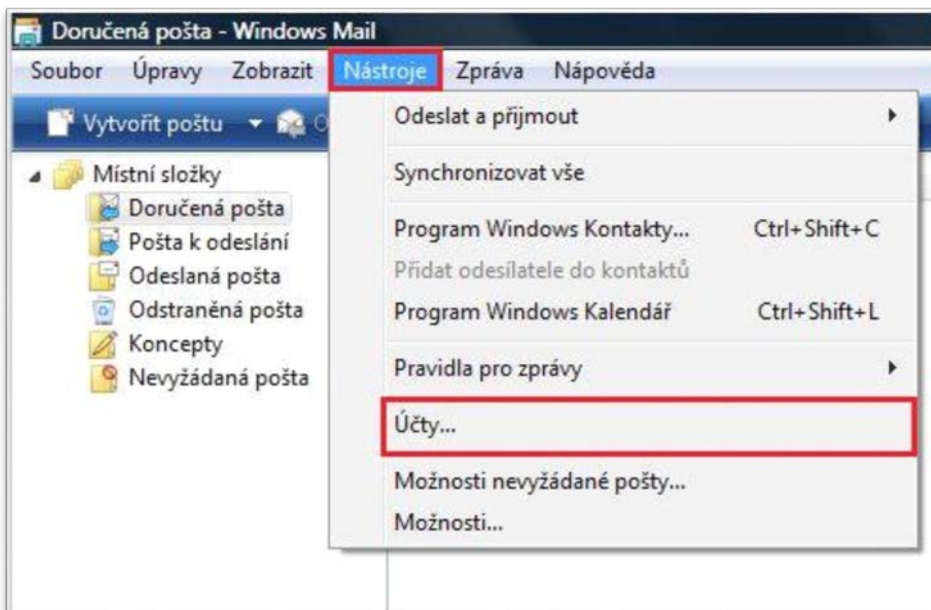 Doručená pošta - Windows Mail
Soubor Úpravy Zobrazit Nástroje Zpráva Nápověda
Vytvořit poštu O
Místní složky
Doručená pošta
Pošta k odeslání
Odeslaná pošta
Odstraněná pošta
Koncepty
Nevyžádaná pošta
Odeslat a přijmout
Synchronizovat vše
Program Windows Kontakty... Ctrl+Shift+C
Přidat odesílatele do kontaktů
Program Windows Kalendář Ctrl+Shift+L
Pravidla pro zprávy
Účty...
Možnosti nevyžádané pošty...
Možnosti...